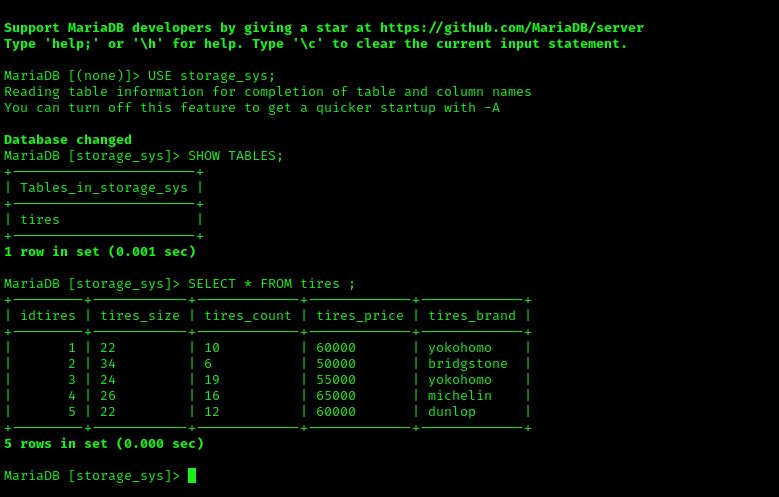 Support MariaDB developers by giving a star at https://github.com/MariaDB/server
Type 'help;' or '\h' for help. Type '\c' to clear the current input statement.
MariaDB [(none)]> USE storage_sys;
Reading table information for completion of table and column names
You can turn off this feature to get a quicker startup with -A
Database changed
MariaDB [storage_sys]> SHOW TABLES;
+-----------------------+
| Tables_in_storage_sys |
+-----------------------+
| tires                 |
+-----------------------+
1 row in set (0.001 sec)
MariaDB [storage_sys]> SELECT * FROM tires ;
+---------+------------+-------------+-------------+-------------+
| idtires | tires_size | tires_count | tires_price | tires_brand |
+---------+------------+-------------+-------------+-------------+
|       1 | 22         | 10          | 60000       | yokohomo    |
|       2 | 34         | 6           | 50000       | bridgstone  |
|       3 | 24         | 19          | 55000       | yokohomo    |
|       4 | 26         | 16          | 65000       | michelin    |
|       5 | 22         | 12          | 60000       | dunlop      |
+---------+------------+-------------+-------------+-------------+
5 rows in set (0.000 sec)
MariaDB [storage_sys]>